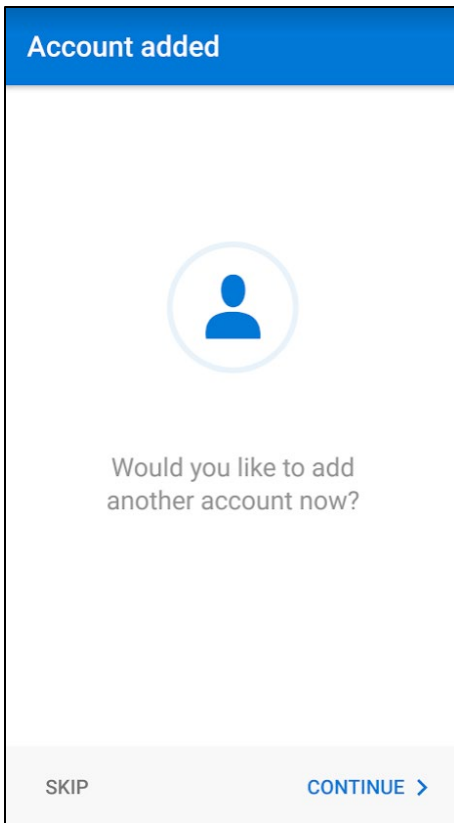 Account added
Would you like to add
another account now?
SKIP
CONTINUE